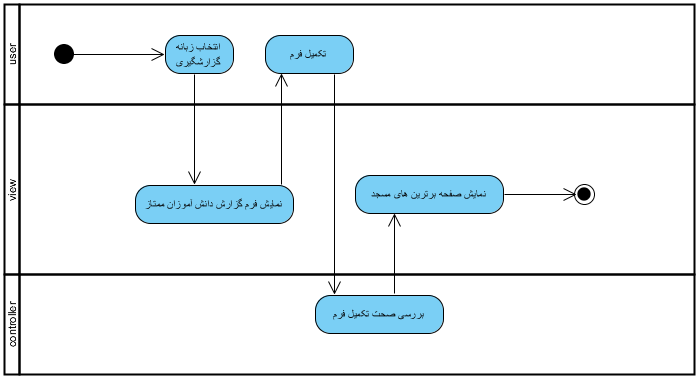 user
انتخاب زبانه
گزارشگیری
تکمیل فرم
view
نمایش فرم گزارش دانش آموزان ممتاز
نمایش صفحه برترین های مسجد
controller
بررسی صحت تکمیل فرم